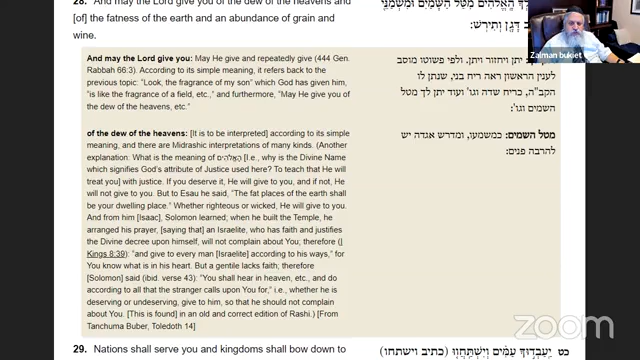 28. And may the Lord give you of the dew of the heavens and
[of] the fatness of the earth and an abundance of grain and
wine.
And may the Lord give you: May He give and repeatedly give (444 Gen.
Rabbah 66:3). According to its simple meaning, it refers back to the
previous topic: "Look, the fragrance of my son" which God has given him,
"is like the fragrance of a field, etc.," and furthermore, "May He give you of
the dew of the heavens, etc."
of the dew of the heavens: [It is to be interpreted] according to its simple
meaning, and there are Midrashic interpretations of many kinds. (Another
explanation: What is the meaning of הָאֱלֹהִים [I.e., why is the Divine Name
which signifies God's attribute of Justice used here? To teach that He will
treat you] with justice. If you deserve it, He will give to you, and if not, He
will not give to you. But to Esau he said, "The fat places of the earth shall
be your dwelling place." Whether righteous or wicked, He will give to you.
And from him [Isaac], Solomon learned; when he built the Temple, he
arranged his prayer, [saying that] an Israelite, who has faith and justifies
the Divine decree upon himself, will not complain about You; therefore (I
Kings 8:39): "and give to every man [Israelite] according to his ways," for
You know what is in his heart. But a gentile lacks faith; therefore
[Solomon] said (ibid. verse 43): "You shall hear in heaven, etc., and do
according to all that the stranger calls upon You for," i.e., whether he is
deserving or undeserving, give to him, so that he should not complain
about You. [This is found] in an old and correct edition of Rashi.) [From
Tanchuma Buber, Toledoth 14]
29. Nations shall serve you and kingdoms shall bow down to
הָאֱלֹהִים מִטַּל הַשָּׁמַיִם וּמִשְׁמַנֵּי
דָּגָן וְתִירשׁ:
יתן ויחזור ויתן, ולפי פשוטו מוסב
לענין הראשון ראה ריח בני, שנתן לו
הקב"ה, כריח שדה וגו' ועוד יתן לך מטל
השמים וגו':
מטל השמים: כמשמעו, ומדרש אגדה יש
להרבה פנים:
כט יַעַבְדוּךָ עַמִּים וְיִשְׁתַּחֲווּ (כתיב וישתחו)
Zalman bukiet
zoom